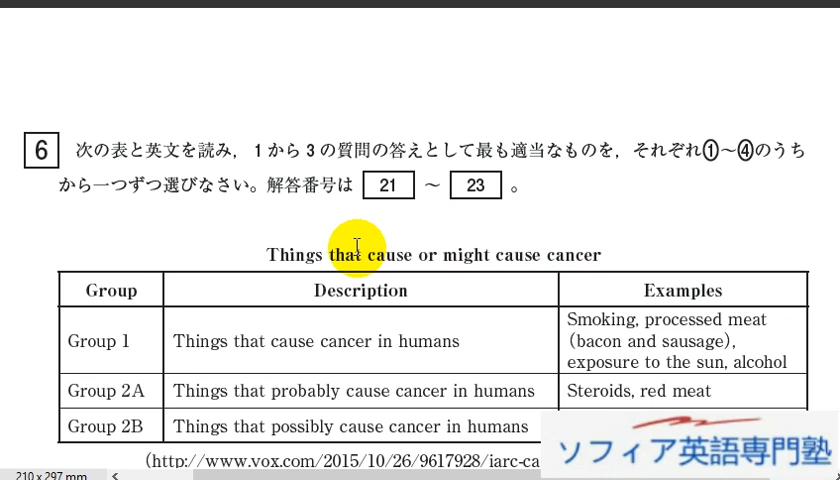 6 次の表と英文を読み，1から3の質問の答えとして最も適当なものを，それぞれ①～④のうち
から一つずつ選びなさい。解答番号は 21 ～ 23 。
Things that cause or might cause cancer
Group Description Examples
Group 1 Things that cause cancer in humans Smoking, processed meat
(bacon and sausage),
exposure to the sun, alcohol
Group 2A Things that probably cause cancer in humans Steroids, red meat
Group 2B Things that possibly cause cancer in humans
(http://www.vox.com/2015/10/26/9617928/iarc-ca
ソフィア英語専門塾
210 x 297 mm